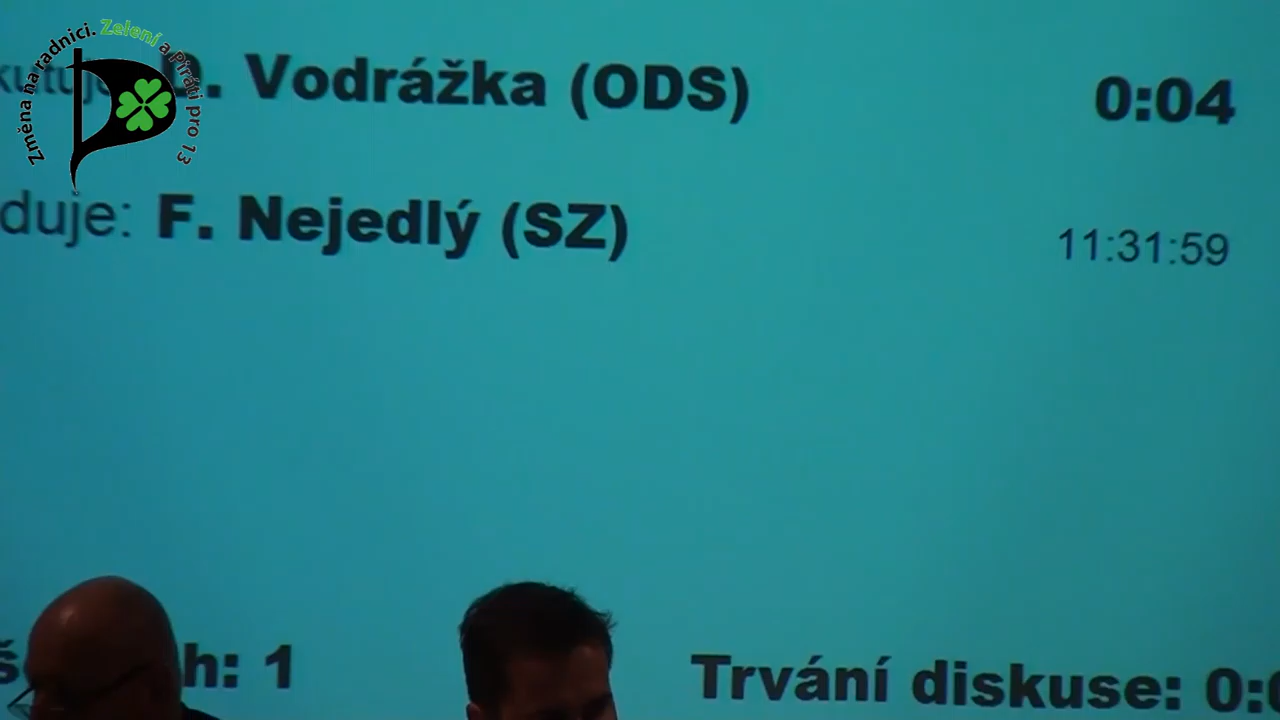 Změna na radnici. Zelení a Piráti pro 13
D. Vodrážka (ODS) 0:04
duje: F. Nejedlý (SZ) 11:31:59
h: 1 Trvání diskuse: 0: